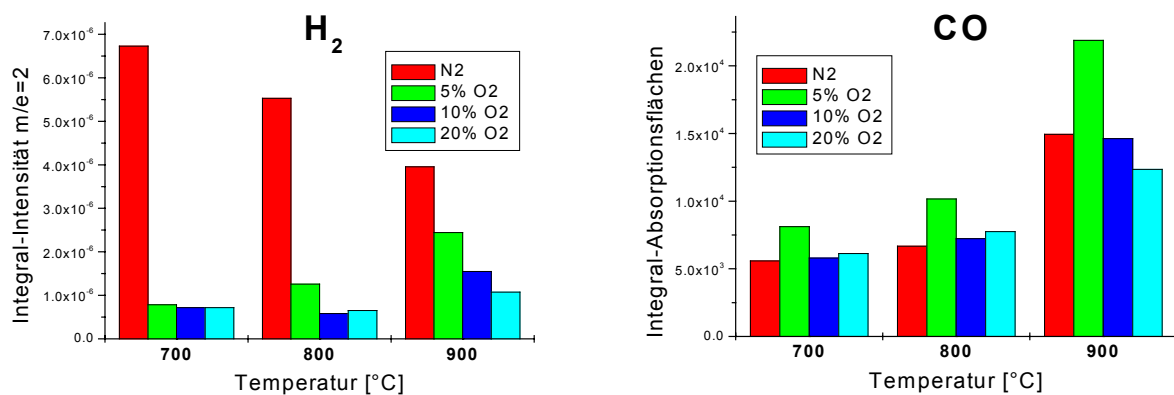 H2
Integral-Intensität m/e=2
7.0x10-6
6.0x10-6
5.0x10-6
4.0x10-6
3.0x10-6
2.0x10-6
1.0x10-6
0.0
N2
5% O2
10% O2
20% O2
700 800 900
Temperatur [°C]
CO
Integral-Absorptionsflächen
2.0x104
1.5x104
1.0x104
5.0x103
0.0
N2
5% O2
10% O2
20% O2
700 800 900
Temperatur [°C]